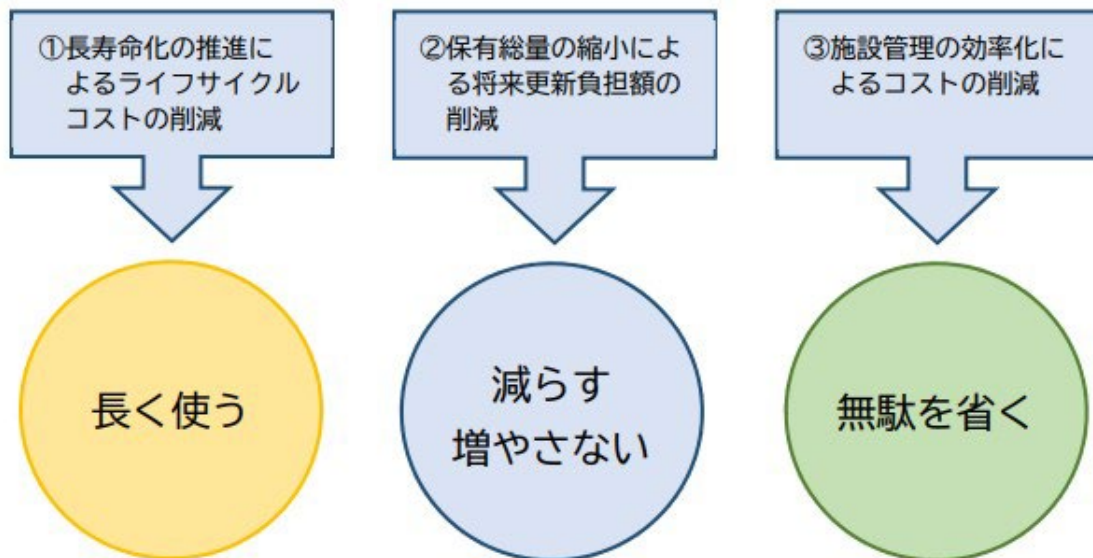 ①長寿命化の推進に
よるライフサイクル
コストの削減
②保有総量の縮小によ
る将来更新負担額の
削減
③施設管理の効率化に
よるコストの削減
長く使う
減らす
増やさない
無駄を省く